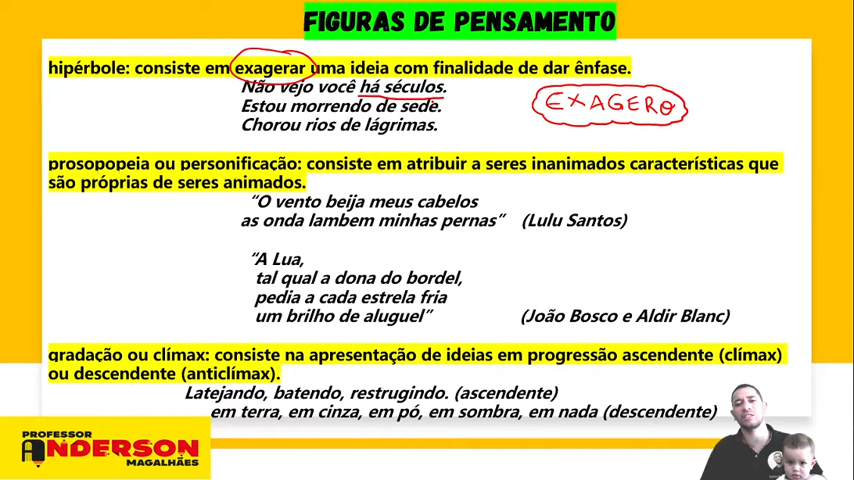 FIGURAS DE PENSAMENTO
hipérbole: consiste em exagerar uma ideia com finalidade de dar ênfase.
Não vejo você há séculos.
Estou morrendo de sede.
EXAGERO
Chorou rios de lágrimas.
prosopopeia ou personificação: consiste em atribuir a seres inanimados características que
são próprias de seres animados.
“O vento beija meus cabelos
as onda lambem minhas pernas” (Lulu Santos)
“A Lua,
tal qual a dona do bordel,
pedia a cada estrela fria
um brilho de aluguel” (João Bosco e Aldir Blanc)
gradação ou clímax: consiste na apresentação de ideias em progressão ascendente (clímax)
ou descendente (anticlímax).
Latejando, batendo, restrugindo. (ascendente)
em terra, em cinza, em pó, em sombra, em nada (descendente)
PROFESSOR
ANDERSON
MAGALHÃES